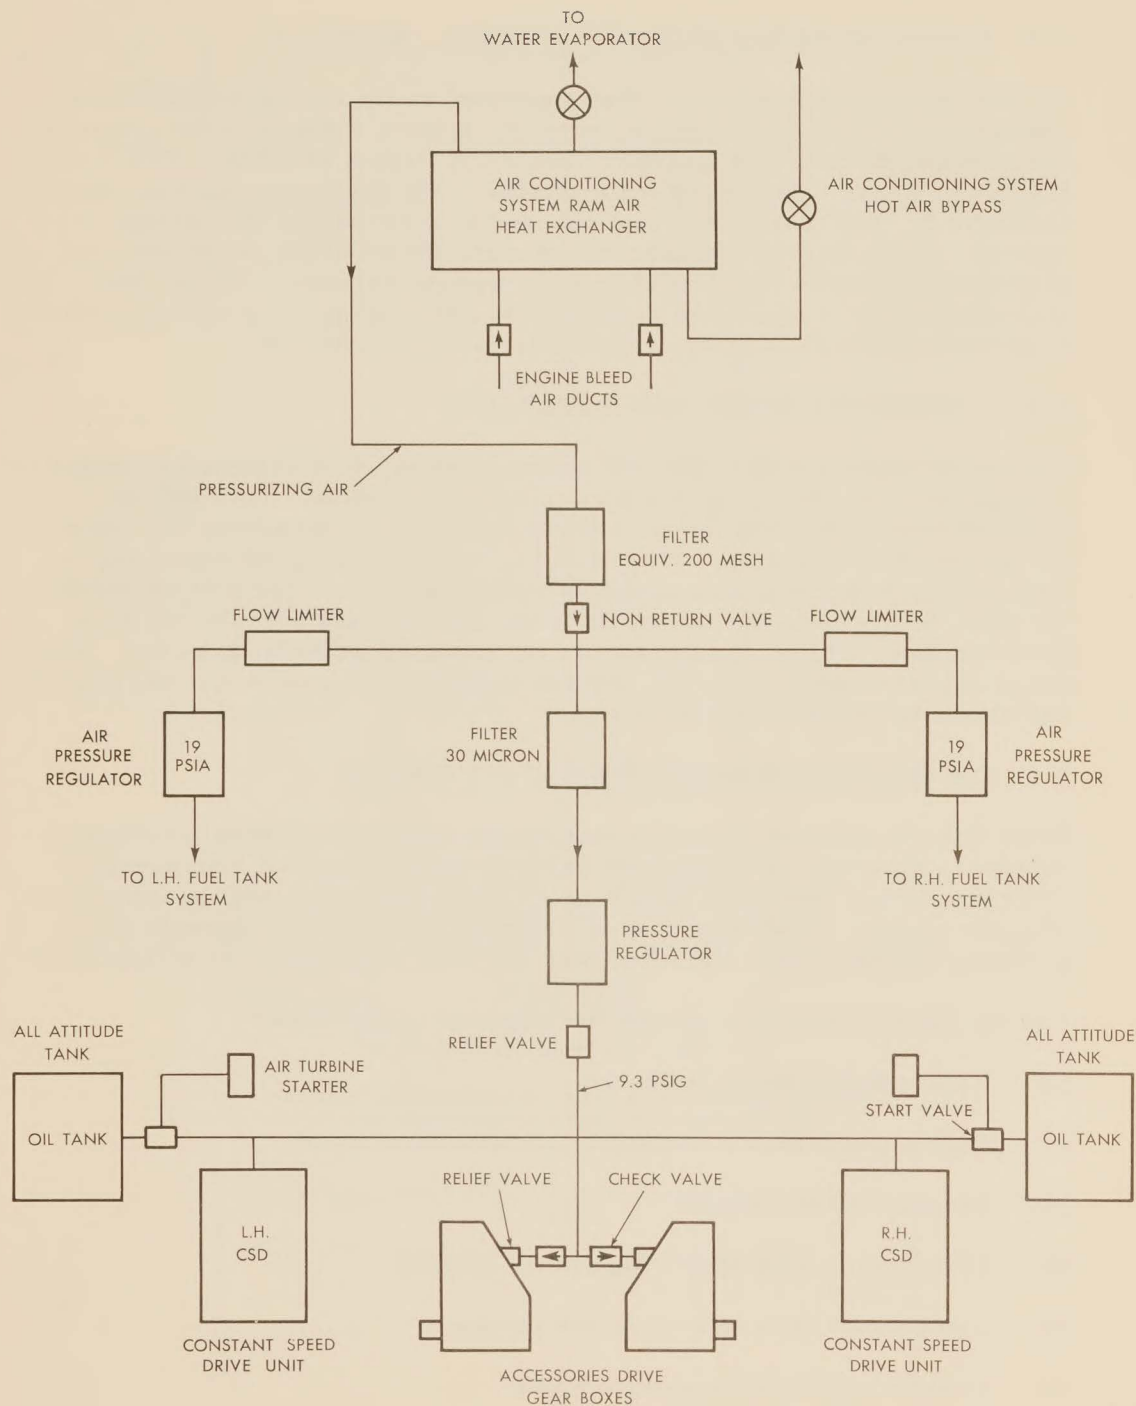 TO
WATER EVAPORATOR
AIR CONDITIONING
SYSTEM RAM AIR
HEAT EXCHANGER
AIR CONDITIONING SYSTEM
HOT AIR BYPASS
ENGINE BLEED
AIR DUCTS
PRESSURIZING AIR
FILTER
EQUIV. 200 MESH
FLOW LIMITER
NON RETURN VALVE
FLOW LIMITER
AIR
PRESSURE
REGULATOR
19
PSIA
FILTER
30 MICRON
19
PSIA
AIR
PRESSURE
REGULATOR
TO L.H. FUEL TANK
SYSTEM
TO R.H. FUEL TANK
SYSTEM
PRESSURE
REGULATOR
ALL ATTITUDE
TANK
RELIEF VALVE
ALL ATTITUDE
TANK
AIR TURBINE
STARTER
9.3 PSIG
START VALVE
OIL TANK
OIL TANK
RELIEF VALVE
CHECK VALVE
L.H.
CSD
R.H.
CSD
CONSTANT SPEED
DRIVE UNIT
CONSTANT SPEED
DRIVE UNIT
ACCESSORIES DRIVE
GEAR BOXES